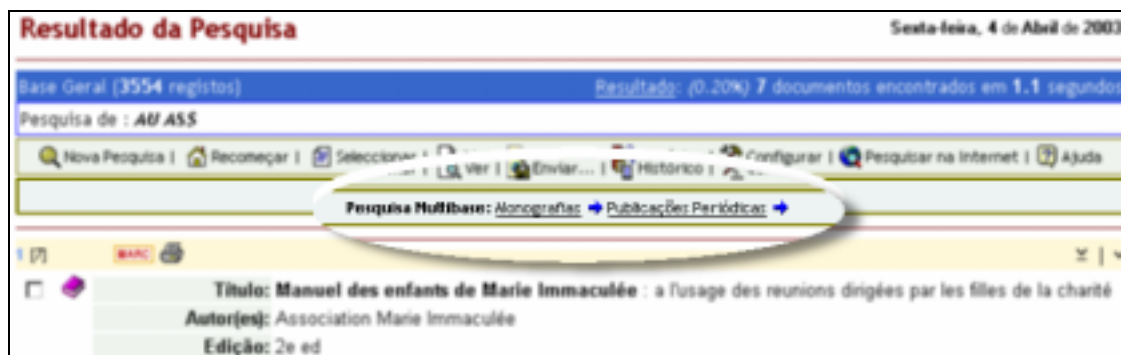 Resultado da Pesquisa
Sexta-feira, 4 de Abril de 2003
Base Geral (3554 registos) Resultado: (0.20%) 7 documentos encontrados em 1.1 segundos
Pesquisa de : AU ASS
Nova Pesquisa | Recomeçar | Seleccionar | Configurar | Pesquisar na Internet | Ajuda
Ver | Enviar... | Histórico |
Pesquisa Multibase: Monografias Publicações Periódicas
1 [7] MARC
Título: Manuel des enfants de Marie Immaculée : a l'usage des reunions dirigées par les filles de la charité
Autor(es): Association Marie Immaculée
Edição: 2e ed